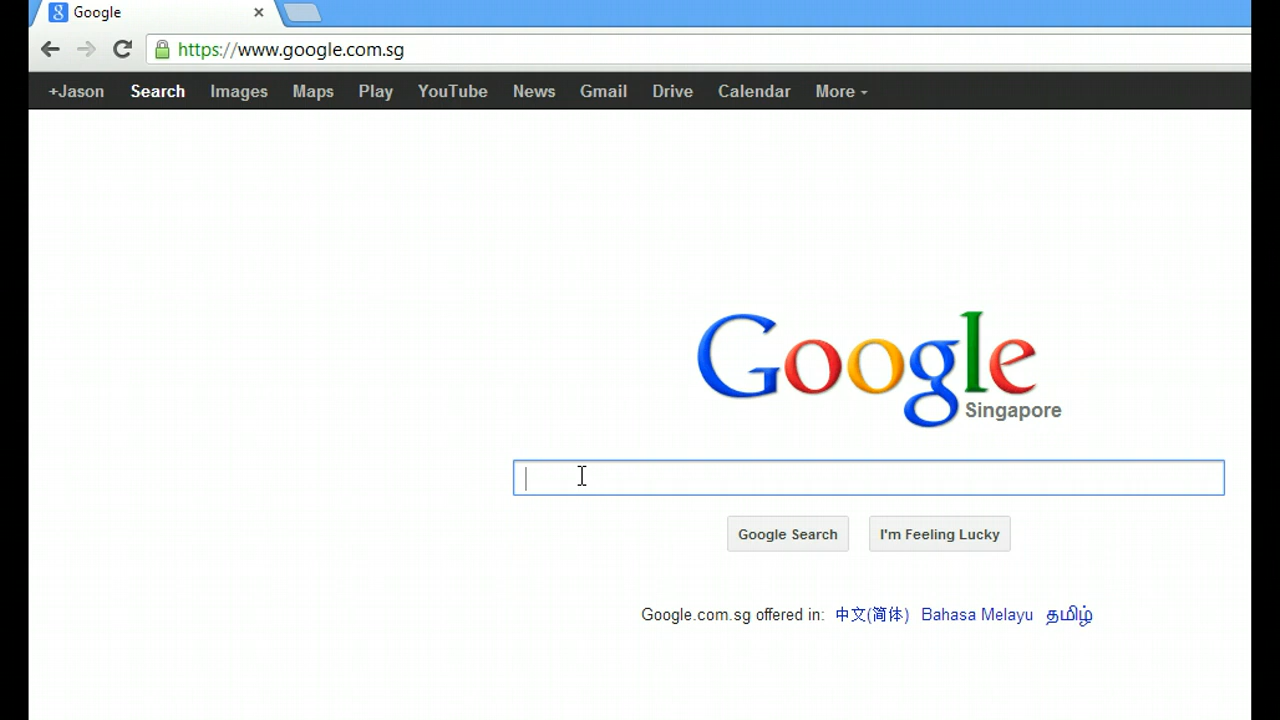 Google
https://www.google.com.sg
+Jason Search Images Maps Play YouTube News Gmail Drive Calendar More
Google
Singapore
Google Search I'm Feeling Lucky
Google.com.sg offered in: 中文(简体) Bahasa Melayu தமிழ்